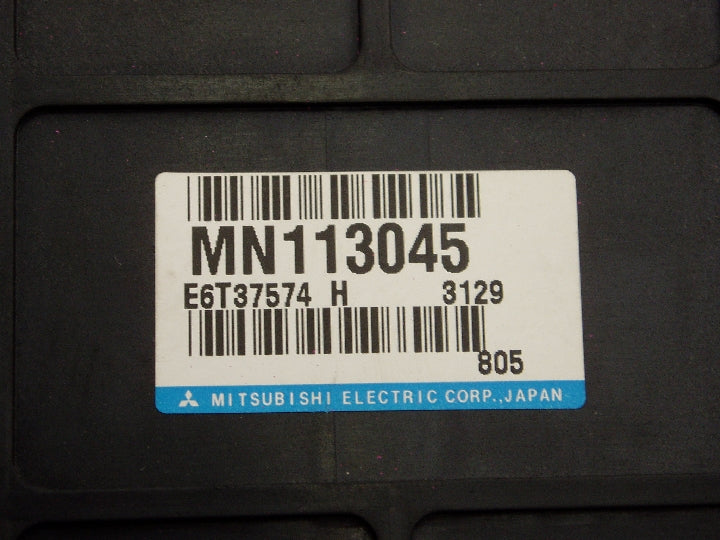 MN113045
E6T37574 H 3129
805
MITSUBISHI ELECTRIC CORP.,JAPAN